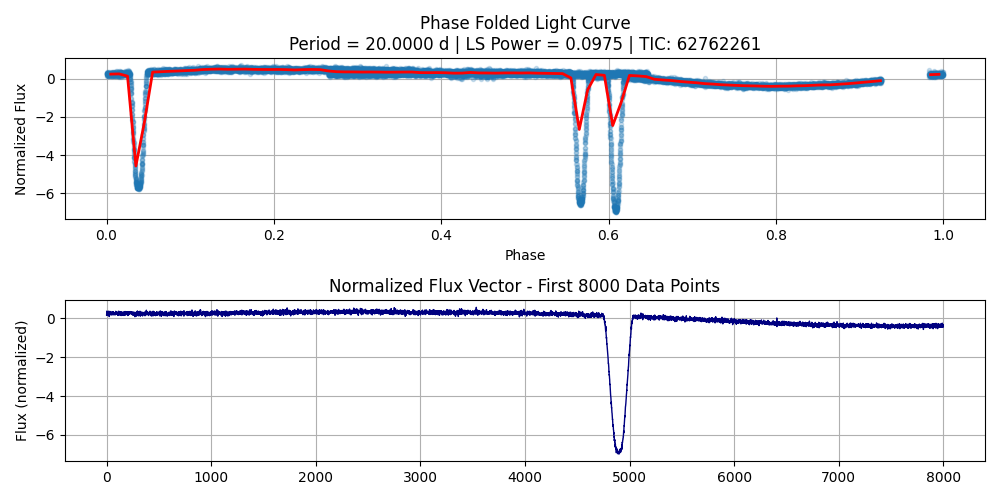 Phase Folded Light Curve
Period = 20.0000 d | LS Power = 0.0975 | TIC: 62762261
Normalized Flux
0
−2
−4
−6
0.0 0.2 0.4 0.6 0.8 1.0
Phase
Normalized Flux Vector - First 8000 Data Points
Flux (normalized)
0
−2
−4
−6
0 1000 2000 3000 4000 5000 6000 7000 8000